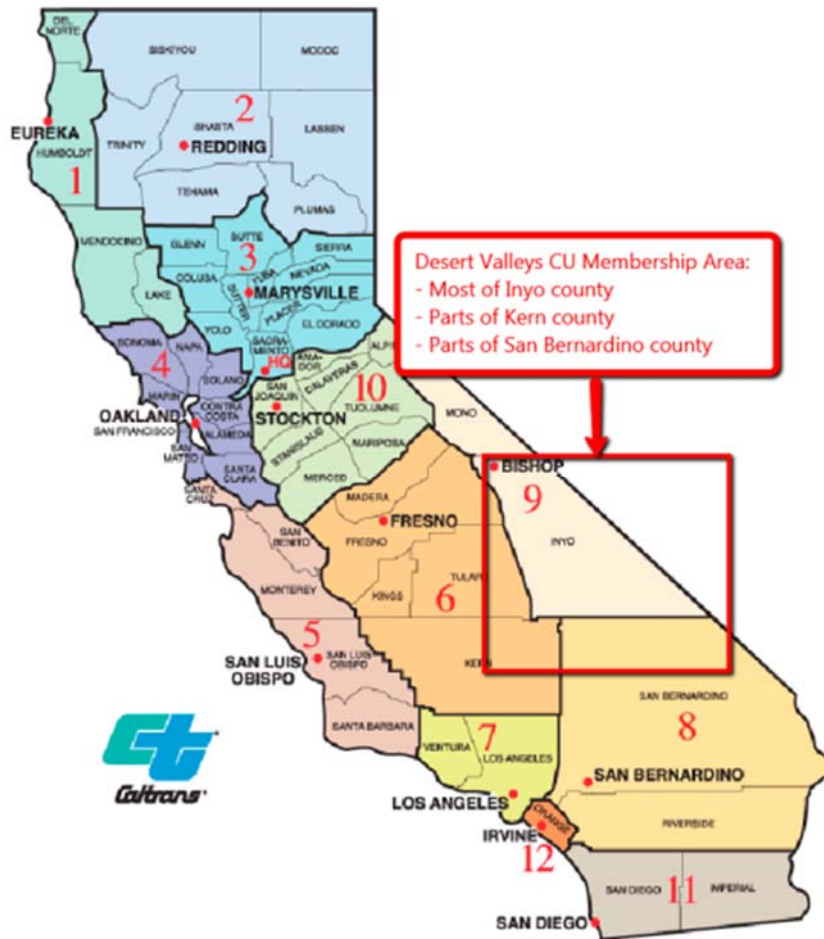 DEL NORTE
SISKIYOU
MODOC
2
SHASTA
LASSEN
EUREKA
TRINITY
REDDING
HUMBOLDT
1
TEHAMA
PLUMAS
MENDOCINO
GLENN
BUTTE
SIERRA
3
COLUSA
YUBA
NEVADA
LAKE
SUTTER
MARYSVILLE
PLACER
YOLO
EL DORADO
SACRA-
MENTO
HQ
SONOMA
NAPA
4
SOLANO
MARIN
AMA-
DOR
ALPIN
CALAVERAS
SAN
JOAQUIN
10
OAKLAND
CONTRA
COSTA
STOCKTON
TUOLUMNE
SAN FRANCISCO
ALAMEDA
STANISLAUS
MARIPOSA
SAN
MATEO
SANTA
CLARA
MERCED
SANTA
CRUZ
Desert Valleys CU Membership Area:
- Most of Inyo county
- Parts of Kern county
- Parts of San Bernardino county
MONO
BISHOP
9
INYO
MADERA
FRESNO
FRESNO
SAN
BENITO
MONTEREY
TULARE
KINGS
6
5
SAN LUIS
OBISPO
SAN LUIS
OBISPO
KERN
SANTA BARBARA
SAN BERNARDINO
8
7
VENTURA
LOS ANGELES
SAN BERNARDINO
LOS ANGELES
ORANGE
IRVINE
RIVERSIDE
12
SAN DIEGO
11
IMPERIAL
SAN DIEGO
ct
Caltrans